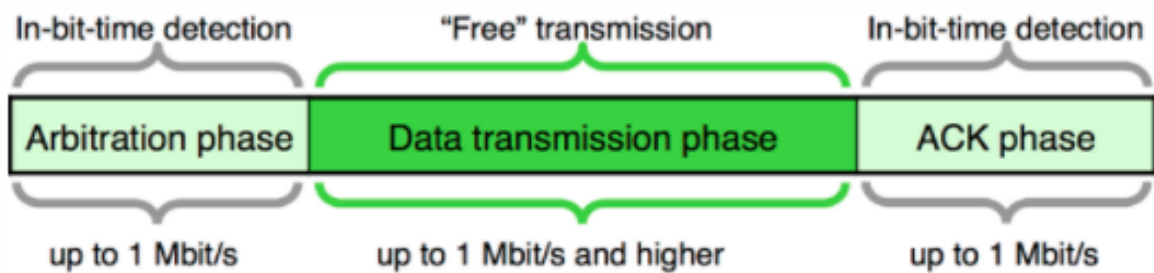 In-bit-time detection
“Free” transmission
In-bit-time detection
Arbitration phase
Data transmission phase
ACK phase
up to 1 Mbit/s
up to 1 Mbit/s and higher
up to 1 Mbit/s